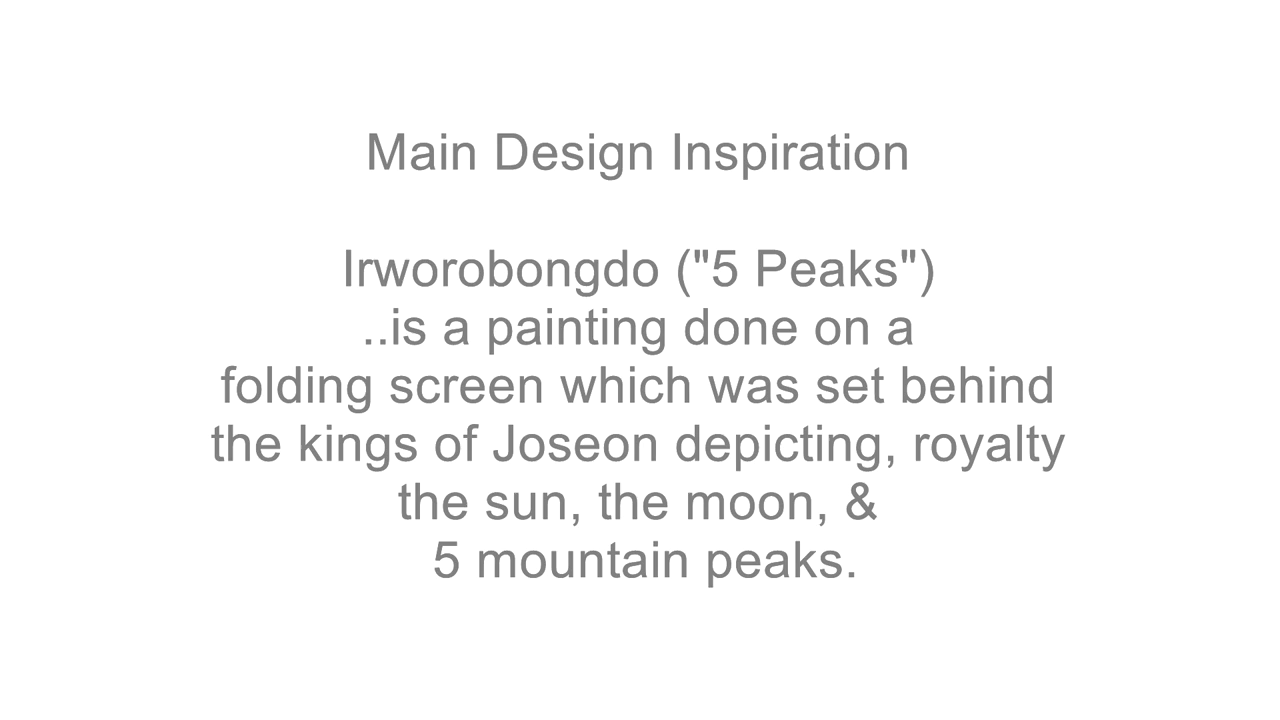 Main Design Inspiration
Irworobongdo ("5 Peaks")
..is a painting done on a
folding screen which was set behind
the kings of Joseon depicting, royalty
the sun, the moon, &
5 mountain peaks.